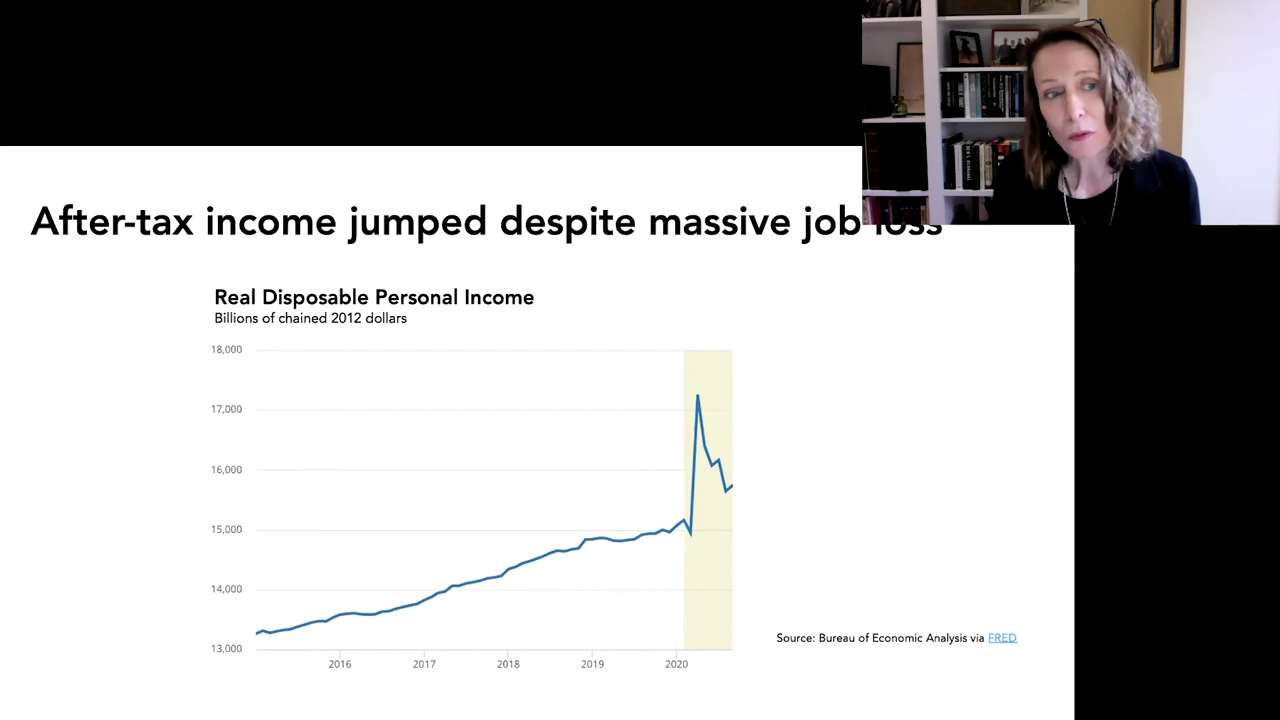 After-tax income jumped despite massive job loss
Real Disposable Personal Income
Billions of chained 2012 dollars
18,000
17,000
16,000
15,000
14,000
13,000
2016 2017 2018 2019 2020
Source: Bureau of Economic Analysis via FRED